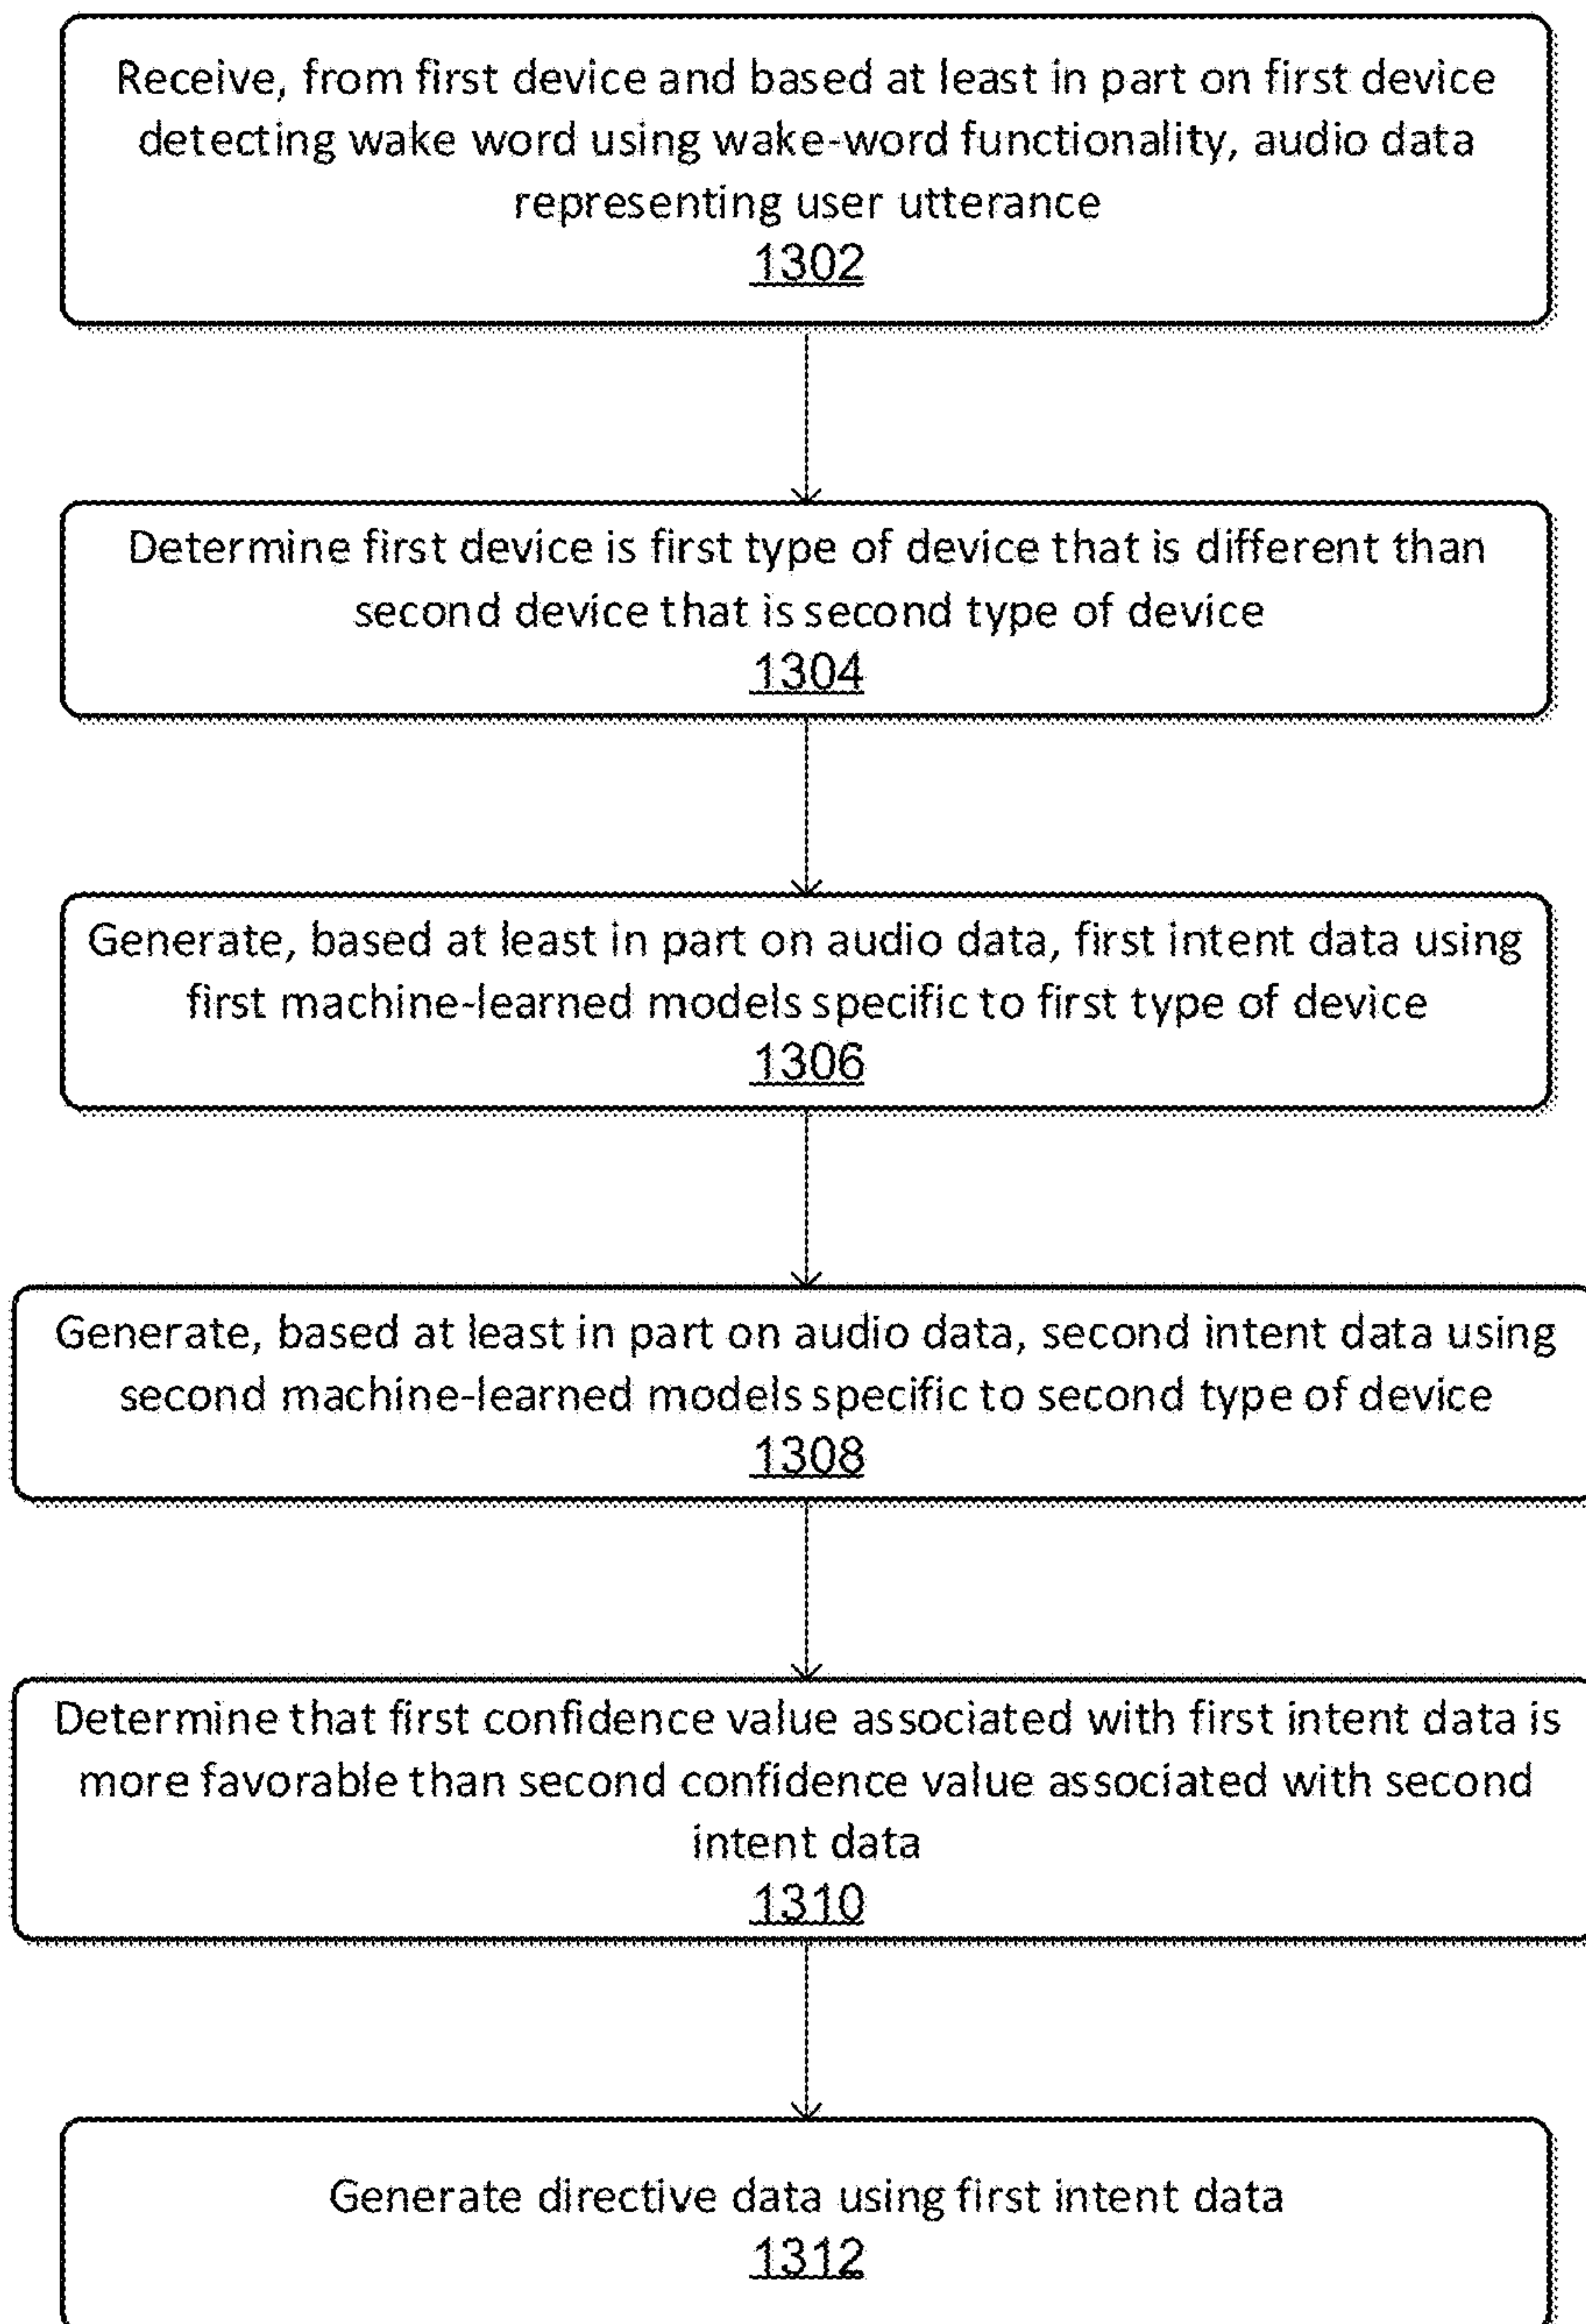 Receive, from first device and based at least in part on first device
detecting wake word using wake-word functionality, audio data
representing user utterance
1302
Determine first device is first type of device that is different than
second device that is second type of device
1304
Generate, based at least in part on audio data, first intent data using
first machine-learned models specific to first type of device
1306
Generate, based at least in part on audio data, second intent data using
second machine-learned models specific to second type of device
1308
Determine that first confidence value associated with first intent data is
more favorable than second confidence value associated with second
intent data
1310
Generate directive data using first intent data
1312